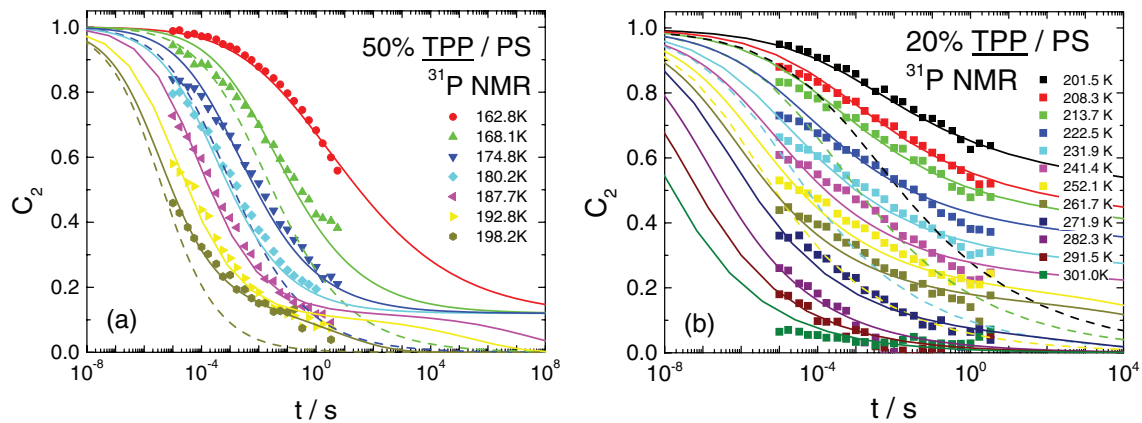 50% TPP / PS
³¹P NMR
162.8K
168.1K
174.8K
180.2K
187.7K
192.8K
198.2K
(a)
C₂
1.0
0.8
0.6
0.4
0.2
0.0
10⁻⁸ 10⁻⁴ 10⁰ 10⁴ 10⁸
t / s
20% TPP / PS
³¹P NMR
201.5 K
208.3 K
213.7 K
222.5 K
231.9 K
241.4 K
252.1 K
261.7 K
271.9 K
282.3 K
291.5 K
301.0K
(b)
C₂
1.0
0.8
0.6
0.4
0.2
0.0
10⁻⁸ 10⁻⁴ 10⁰ 10⁴
t / s